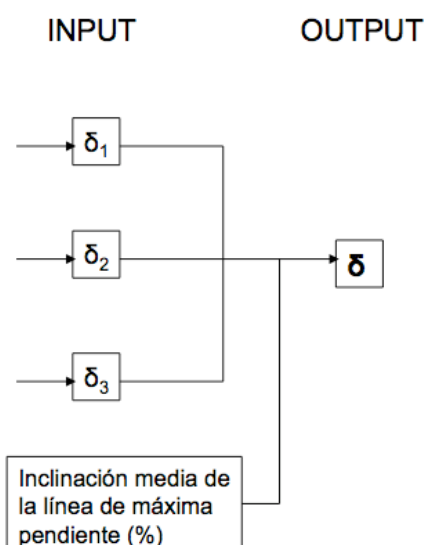 INPUT OUTPUT
δ₁
δ₂
δ
δ₃
Inclinación media de
la línea de máxima
pendiente (%)